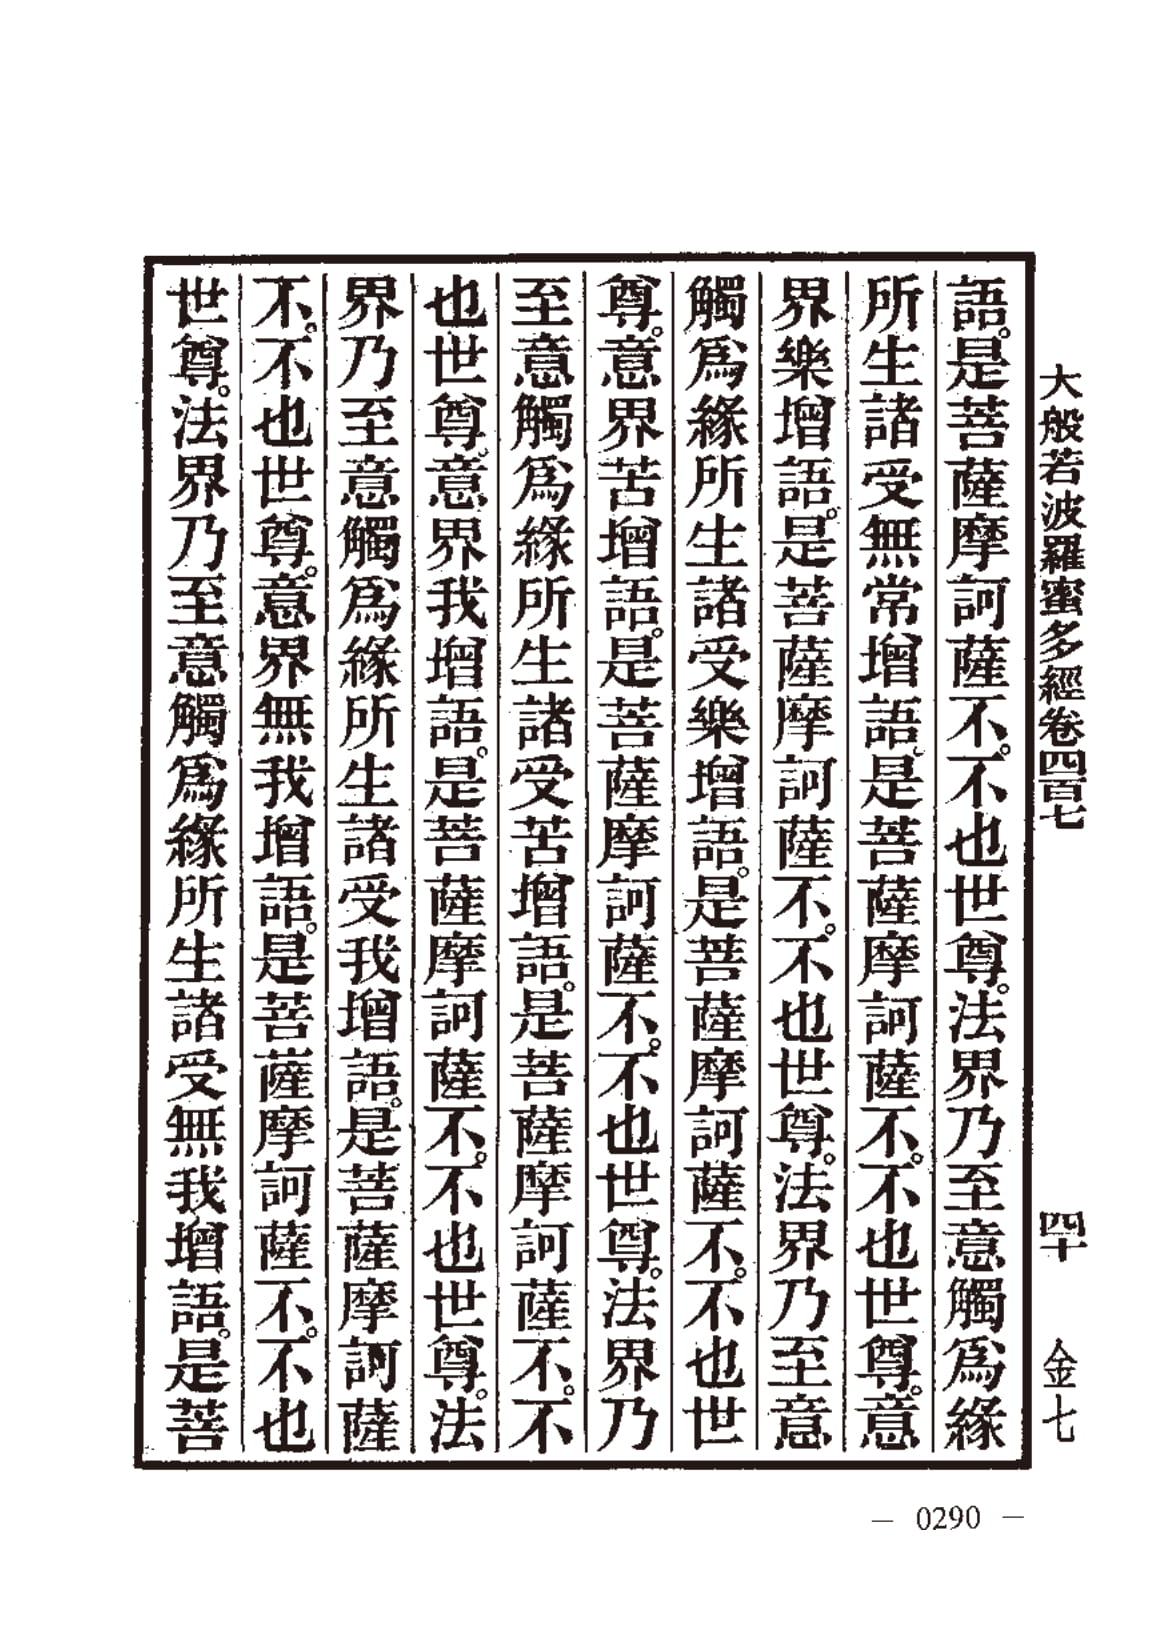 大般若波羅蜜多經卷四百七 四十 金七
語。是菩薩摩訶薩不。不也世尊。法界乃至意觸爲緣
所生諸受無常增語。是菩薩摩訶薩不。不也世尊。意
界樂增語。是菩薩摩訶薩不。不也世尊。法界乃至意
觸爲緣所生諸受樂增語。是菩薩摩訶薩不。不也世
尊。意界苦增語。是菩薩摩訶薩不。不也世尊。法界乃
至意觸爲緣所生諸受苦增語。是菩薩摩訶薩不。不
也世尊。意界我增語。是菩薩摩訶薩不。不也世尊。法
界乃至意觸爲緣所生諸受我增語。是菩薩摩訶薩
不。不也世尊。意界無我增語。是菩薩摩訶薩不。不也
世尊。法界乃至意觸爲緣所生諸受無我增語。是菩
— 0290 —